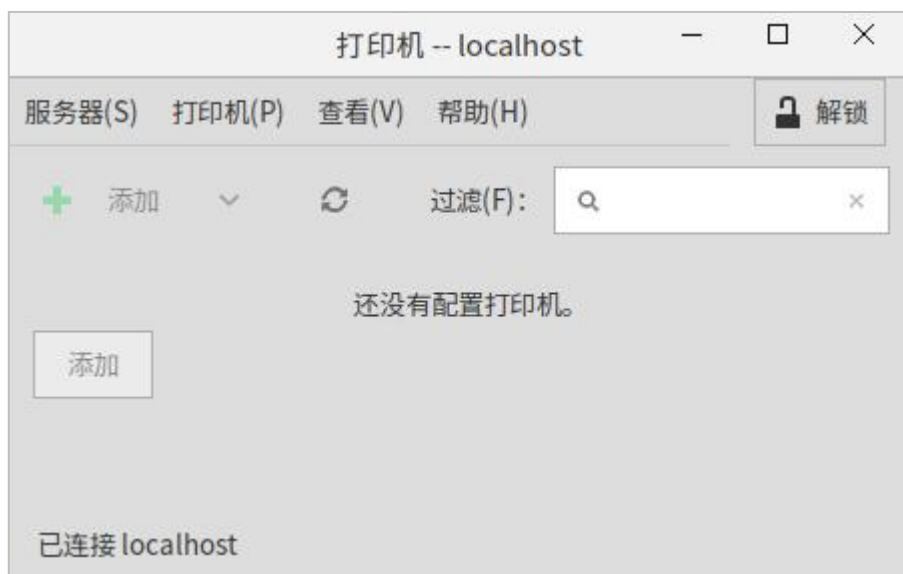 打印机 -- localhost
服务器(S) 打印机(P) 查看(V) 帮助(H) 解锁
添加 过滤(F)：
还没有配置打印机。
添加
已连接 localhost